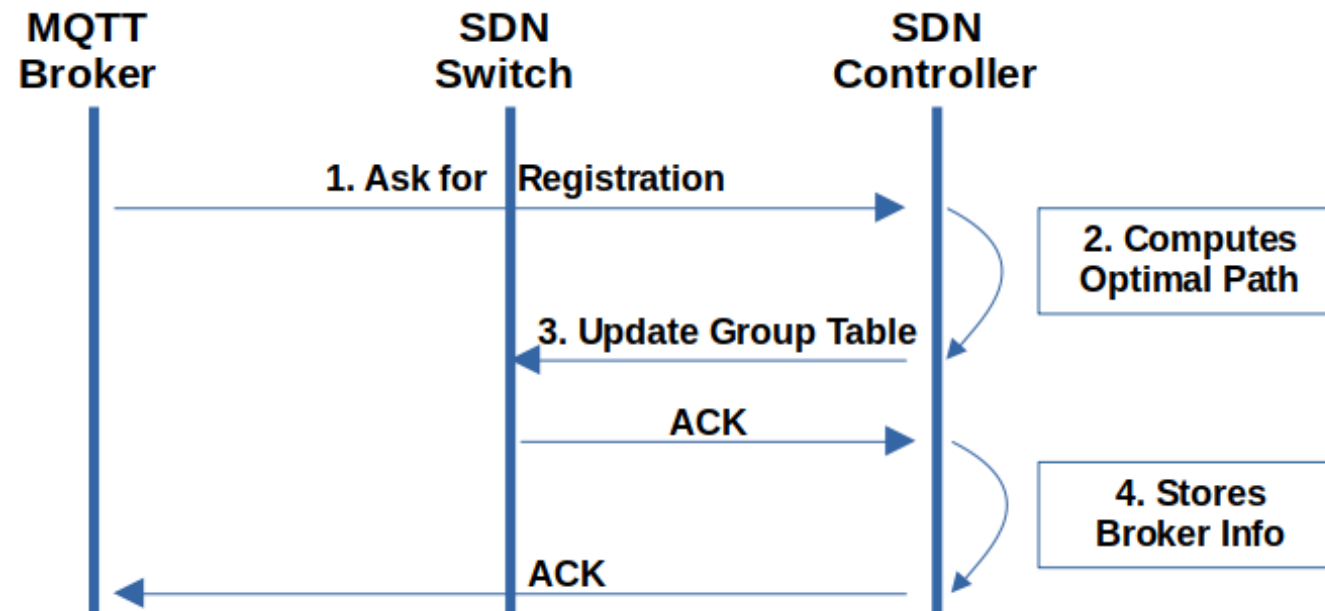 MQTT
Broker
SDN
Switch
SDN
Controller
1. Ask for Registration
2. Computes
Optimal Path
3. Update Group Table
ACK
4. Stores
Broker Info
ACK